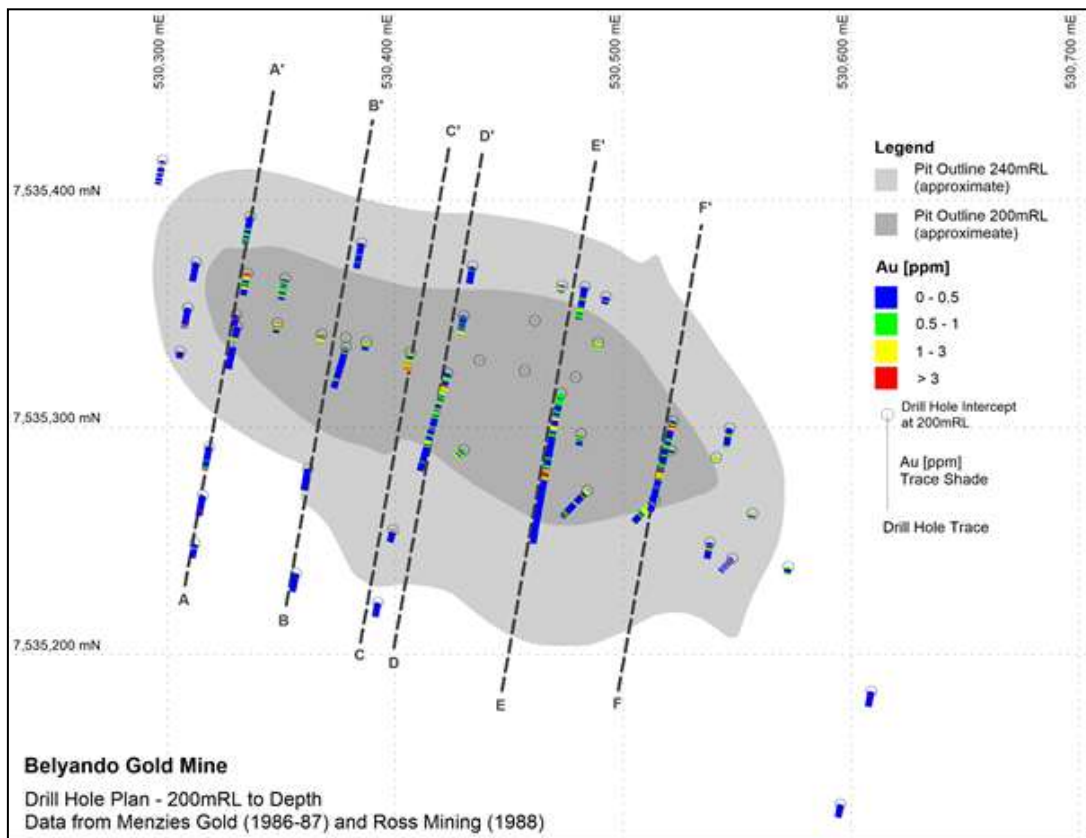 530,300 mE
530,400 mE
530,500 mE
530,600 mE
530,700 mE
A'
B'
C'
D'
E'
F'
7,535,400 mN
7,535,300 mN
7,535,200 mN
A
B
C
D
E
F
Legend
Pit Outline 240mRL
(approximate)
Pit Outline 200mRL
(approximeate)
Au [ppm]
0 - 0.5
0.5 - 1
1 - 3
> 3
Drill Hole Intercept
at 200mRL
Au [ppm]
Trace Shade
Drill Hole Trace
Belyando Gold Mine
Drill Hole Plan - 200mRL to Depth
Data from Menzies Gold (1986-87) and Ross Mining (1988)